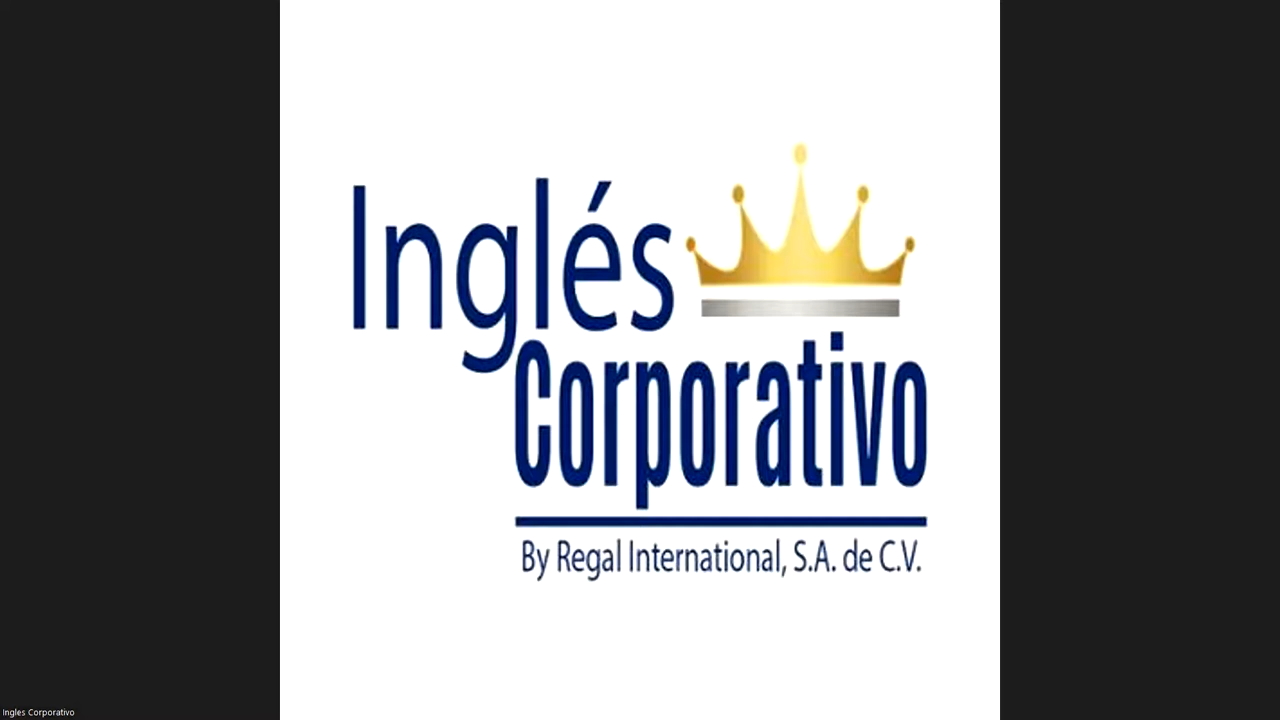 Inglés
Corporativo
By Regal International, S.A. de C.V.
Ingles Corporativo